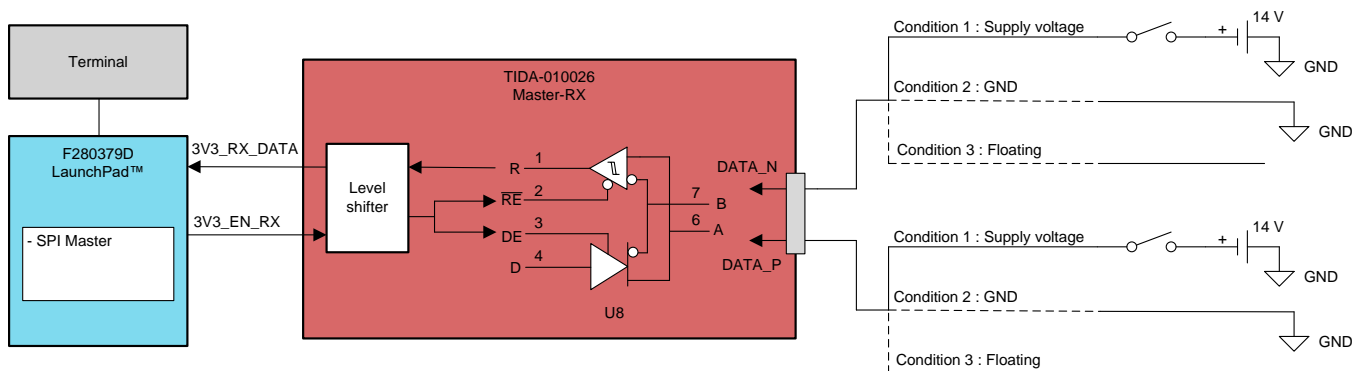 Terminal
F280379D
LaunchPad™
- SPI Master
3V3_RX_DATA
3V3_EN_RX
TIDA-010026
Master-RX
Level
shifter
R
1
RE
2
DE
3
D
4
U8
7
B
6
A
DATA_N
DATA_P
Condition 1 : Supply voltage
+
14 V
GND
Condition 2 : GND
GND
Condition 3 : Floating
Condition 1 : Supply voltage
+
14 V
GND
Condition 2 : GND
GND
Condition 3 : Floating